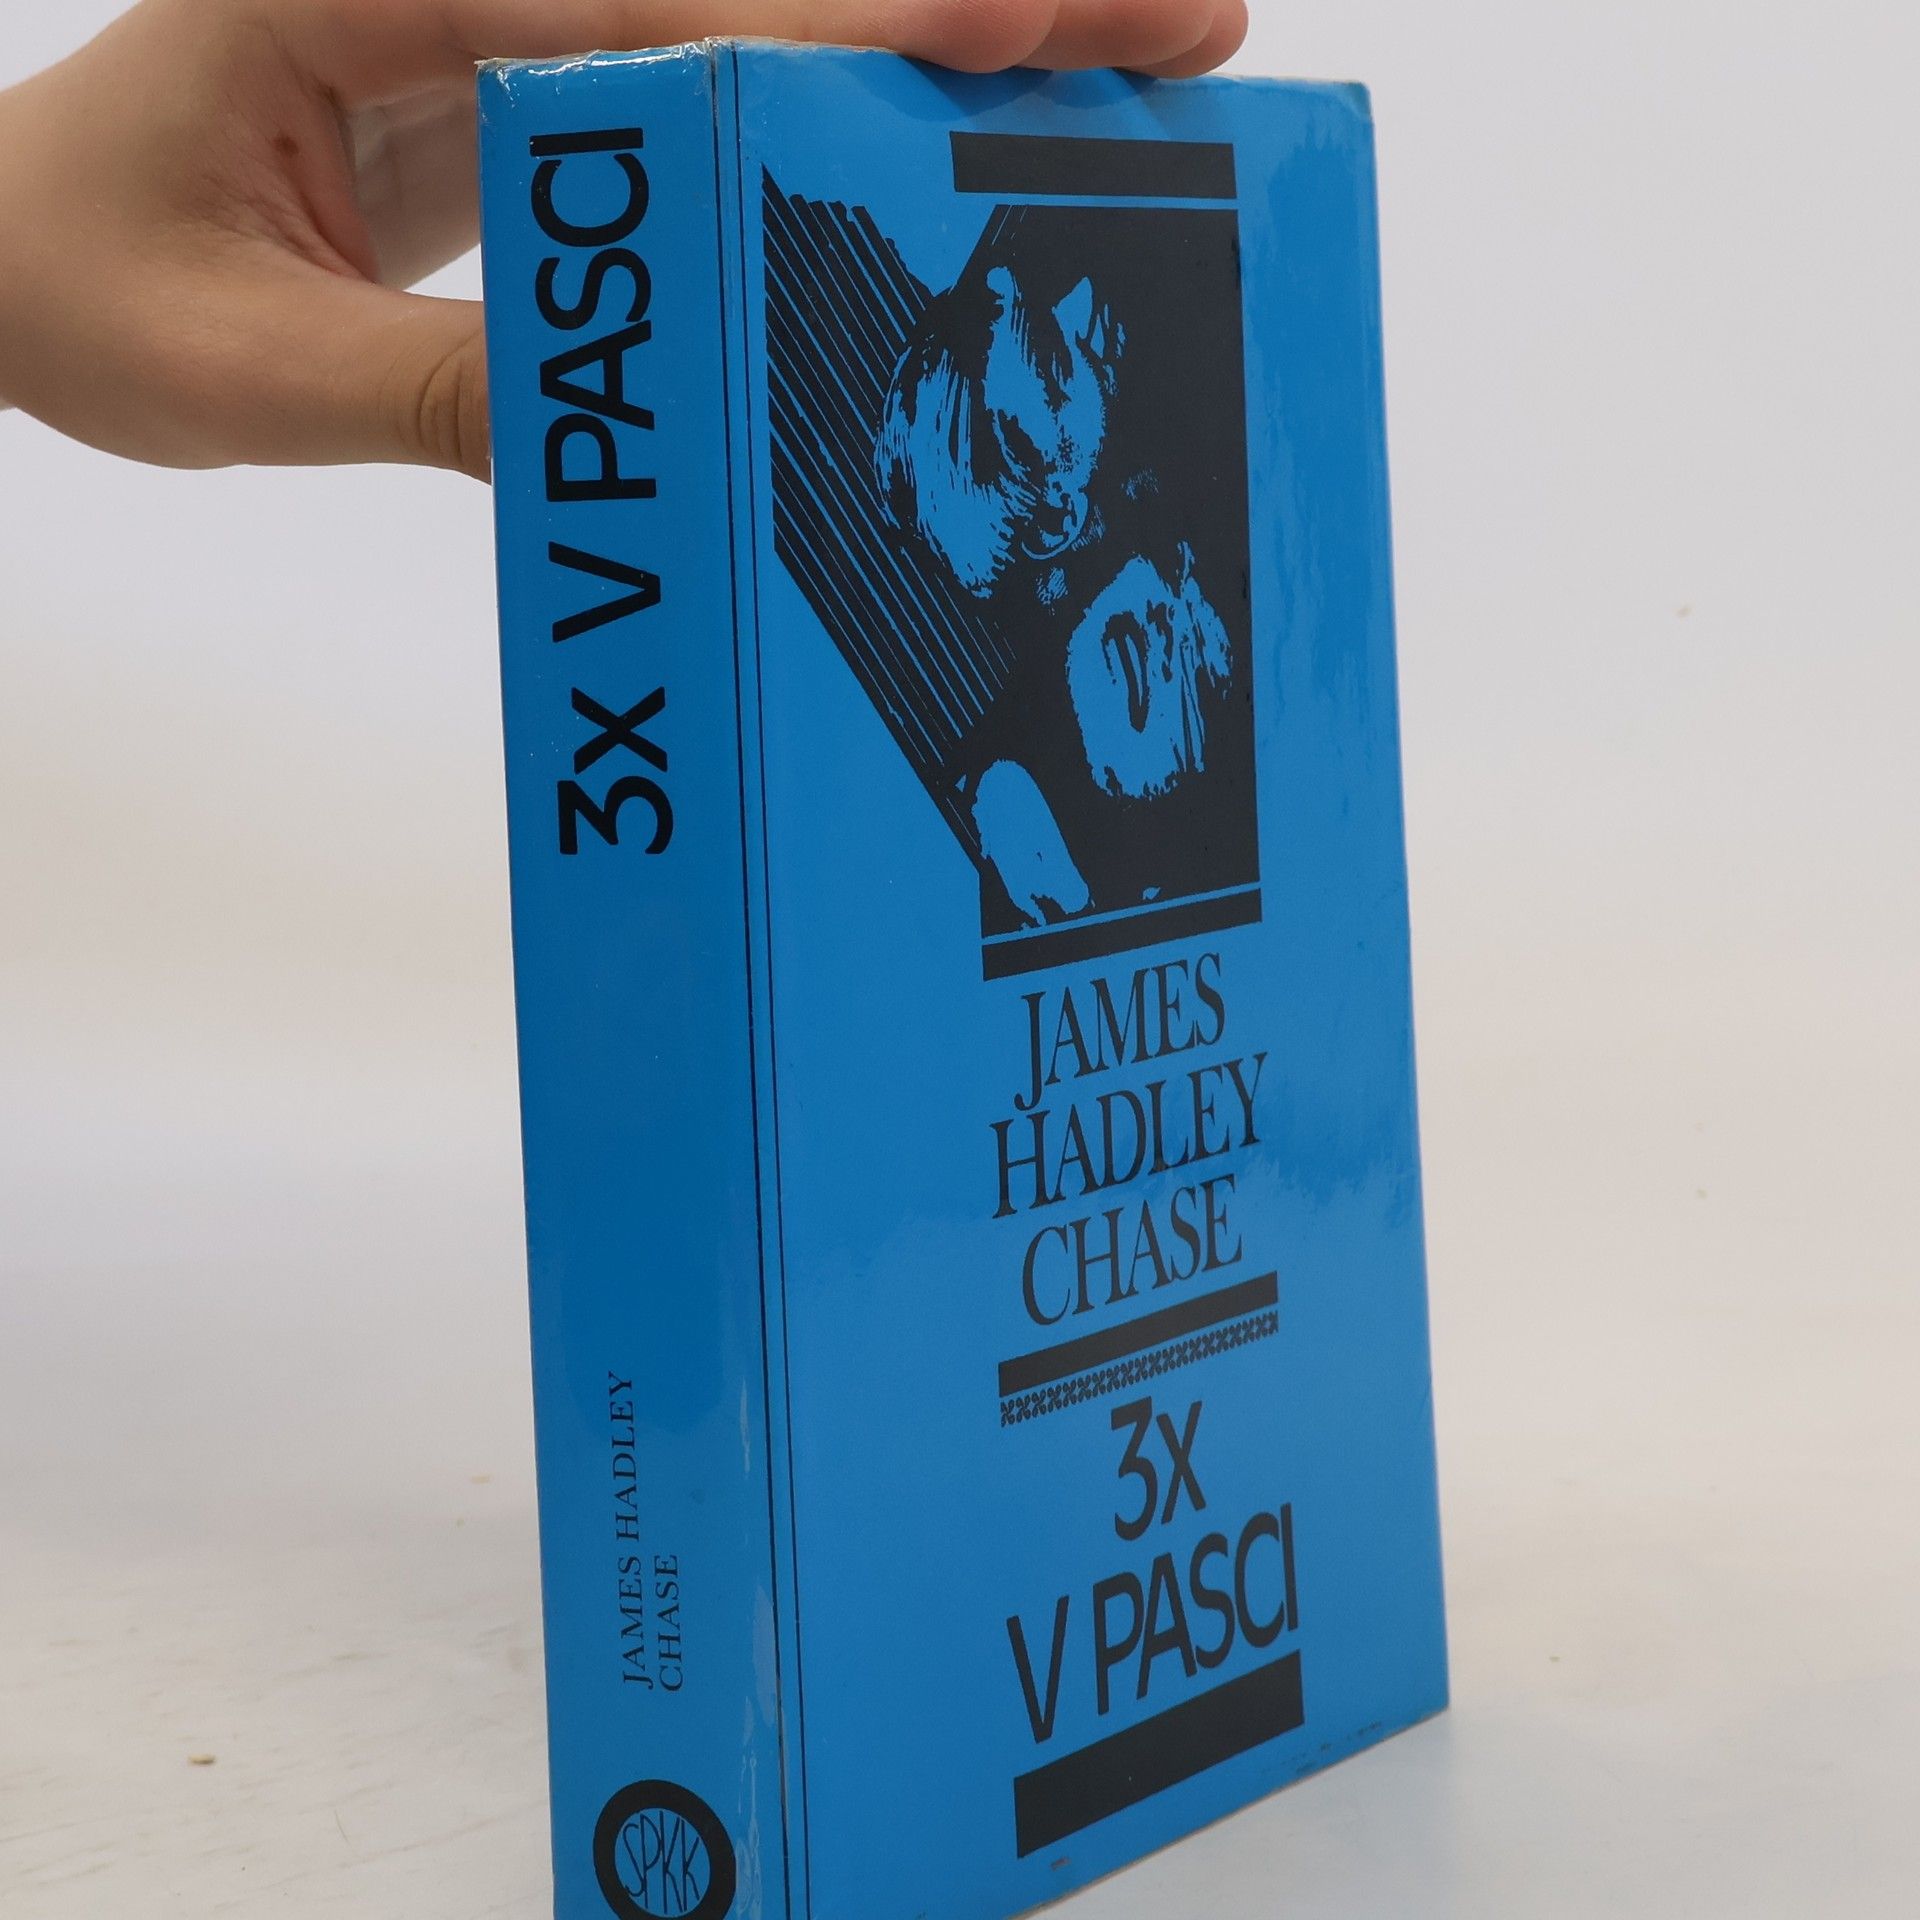 3x V PASCI
JAMES HADLEY
CHASE
SPKK
JAMES
HADLEY
CHASE
3x
V PASCI